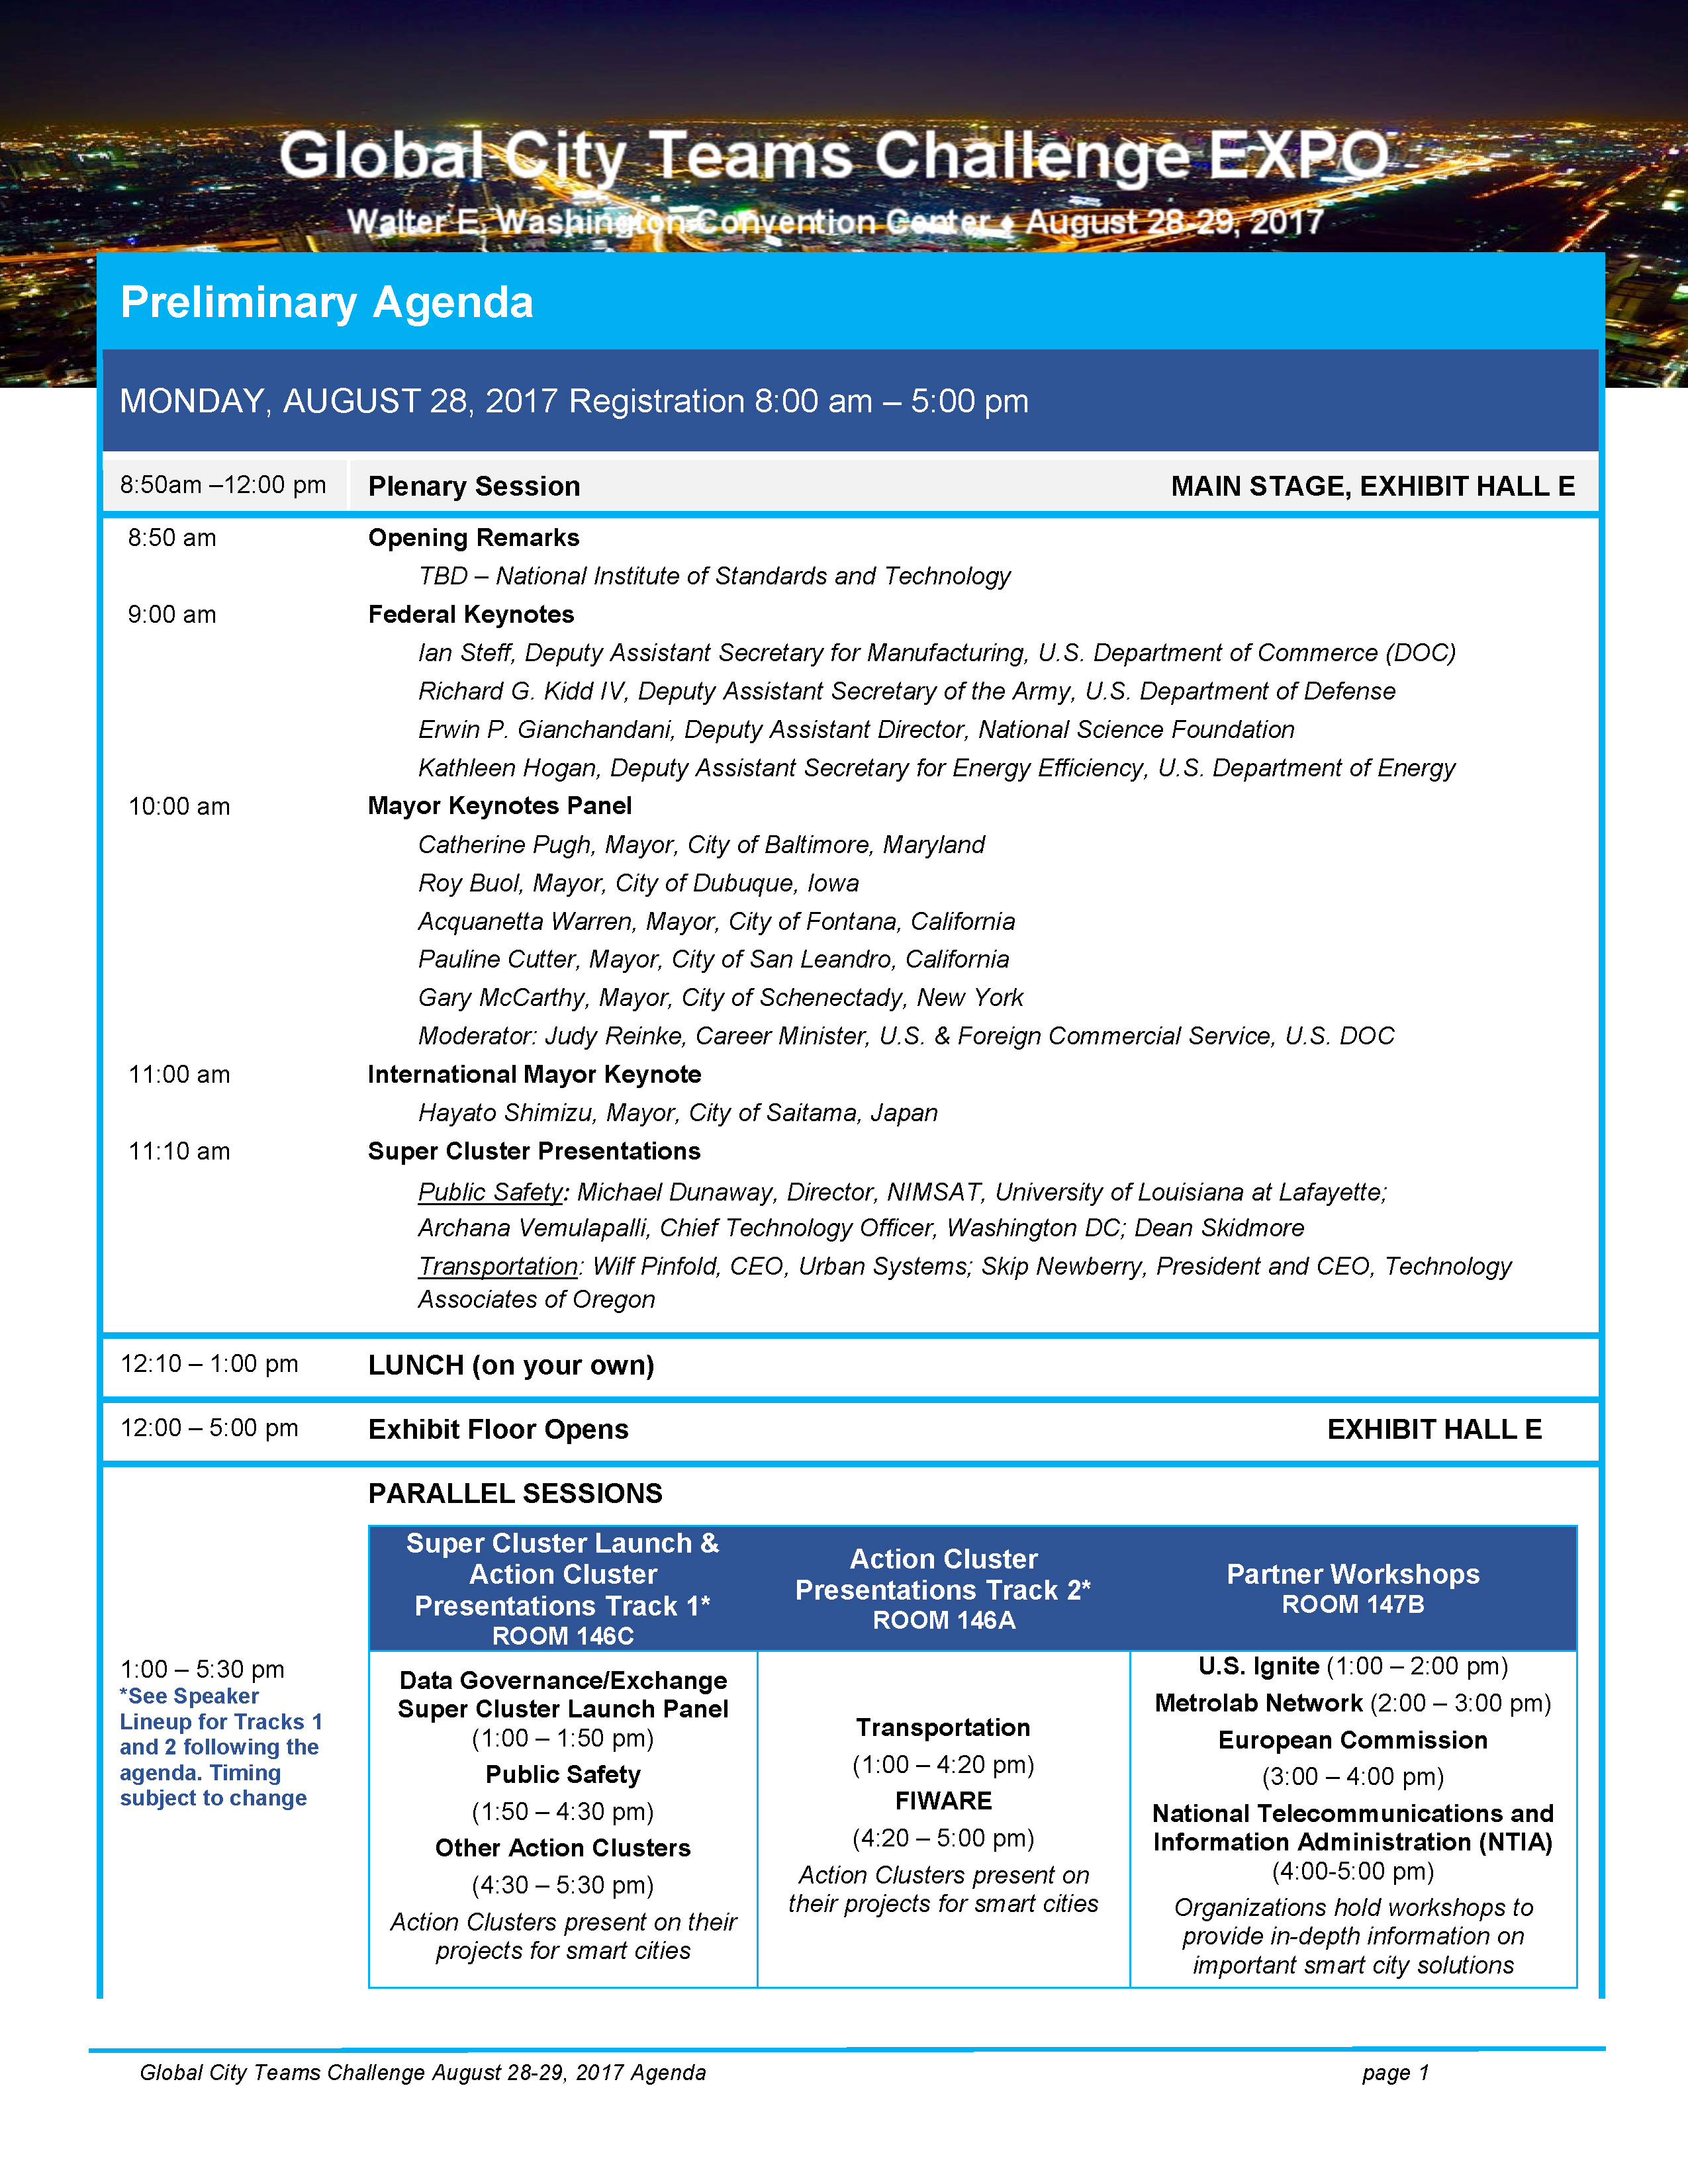 Global City Teams Challenge EXPO
Walter E. Washington Convention Center ♦ August 28-29, 2017
Preliminary Agenda
MONDAY, AUGUST 28, 2017 Registration 8:00 am – 5:00 pm
8:50am –12:00 pm Plenary Session MAIN STAGE, EXHIBIT HALL E
8:50 am Opening Remarks
TBD – National Institute of Standards and Technology
9:00 am Federal Keynotes
Ian Steff, Deputy Assistant Secretary for Manufacturing, U.S. Department of Commerce (DOC)
Richard G. Kidd IV, Deputy Assistant Secretary of the Army, U.S. Department of Defense
Erwin P. Gianchandani, Deputy Assistant Director, National Science Foundation
Kathleen Hogan, Deputy Assistant Secretary for Energy Efficiency, U.S. Department of Energy
10:00 am Mayor Keynotes Panel
Catherine Pugh, Mayor, City of Baltimore, Maryland
Roy Buol, Mayor, City of Dubuque, Iowa
Acquanetta Warren, Mayor, City of Fontana, California
Pauline Cutter, Mayor, City of San Leandro, California
Gary McCarthy, Mayor, City of Schenectady, New York
Moderator: Judy Reinke, Career Minister, U.S. & Foreign Commercial Service, U.S. DOC
11:00 am International Mayor Keynote
Hayato Shimizu, Mayor, City of Saitama, Japan
11:10 am Super Cluster Presentations
Public Safety: Michael Dunaway, Director, NIMSAT, University of Louisiana at Lafayette;
Archana Vemulapalli, Chief Technology Officer, Washington DC; Dean Skidmore
Transportation: Wilf Pinfold, CEO, Urban Systems; Skip Newberry, President and CEO, Technology
Associates of Oregon
12:10 – 1:00 pm LUNCH (on your own)
12:00 – 5:00 pm Exhibit Floor Opens EXHIBIT HALL E
PARALLEL SESSIONS
1:00 – 5:30 pm
*See Speaker
Lineup for Tracks 1
and 2 following the
agenda. Timing
subject to change
Super Cluster Launch &
Action Cluster
Presentations Track 1*
ROOM 146C
Data Governance/Exchange
Super Cluster Launch Panel
(1:00 – 1:50 pm)
Public Safety
(1:50 – 4:30 pm)
Other Action Clusters
(4:30 – 5:30 pm)
Action Clusters present on their
projects for smart cities
Action Cluster
Presentations Track 2*
ROOM 146A
Transportation
(1:00 – 4:20 pm)
FIWARE
(4:20 – 5:00 pm)
Action Clusters present on
their projects for smart cities
Partner Workshops
ROOM 147B
U.S. Ignite (1:00 – 2:00 pm)
Metrolab Network (2:00 – 3:00 pm)
European Commission
(3:00 – 4:00 pm)
National Telecommunications and
Information Administration (NTIA)
(4:00-5:00 pm)
Organizations hold workshops to
provide in-depth information on
important smart city solutions
Global City Teams Challenge August 28-29, 2017 Agenda page 1